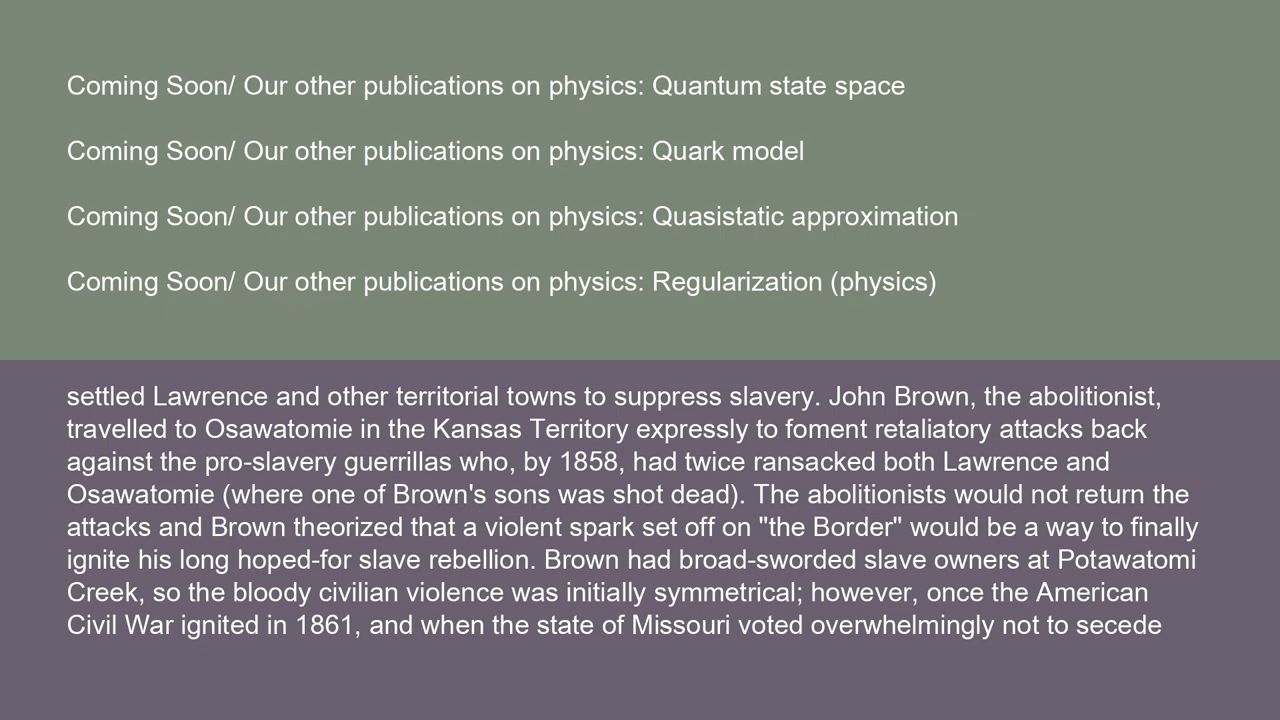 Coming Soon/ Our other publications on physics: Quantum state space
Coming Soon/ Our other publications on physics: Quark model
Coming Soon/ Our other publications on physics: Quasistatic approximation
Coming Soon/ Our other publications on physics: Regularization (physics)
settled Lawrence and other territorial towns to suppress slavery. John Brown, the abolitionist,
travelled to Osawatomie in the Kansas Territory expressly to foment retaliatory attacks back
against the pro-slavery guerrillas who, by 1858, had twice ransacked both Lawrence and
Osawatomie (where one of Brown's sons was shot dead). The abolitionists would not return the
attacks and Brown theorized that a violent spark set off on "the Border" would be a way to finally
ignite his long hoped-for slave rebellion. Brown had broad-sworded slave owners at Potawatomi
Creek, so the bloody civilian violence was initially symmetrical; however, once the American
Civil War ignited in 1861, and when the state of Missouri voted overwhelmingly not to secede